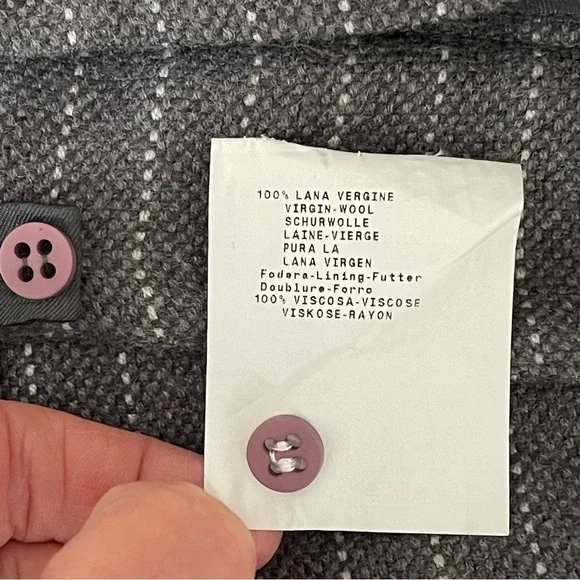 100% LANA VERGINE
VIRGIN-WOOL
SCHURWOLLE
LAINE-VIERGE
PURA LA
LANA VIRGEN
Fodera-Lining-Futter
Doublure-Forro
100% VISCOSA-VISCOSE
VISKOSE-RAYON